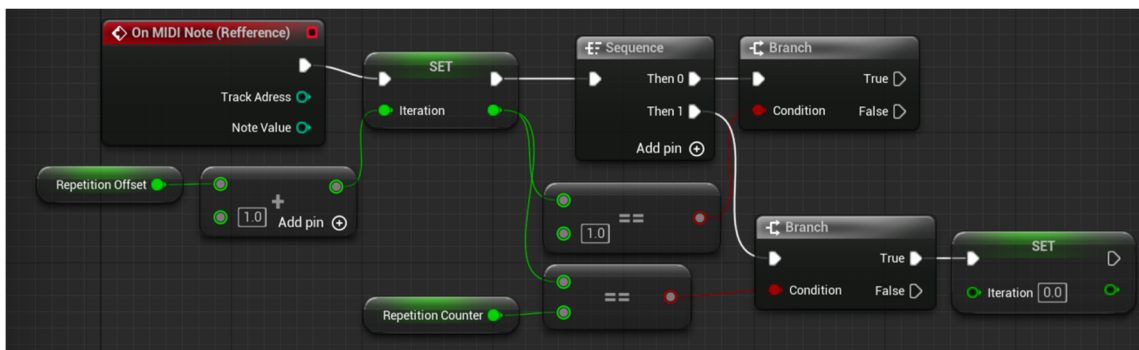 On MIDI Note (Refference)
Track Adress
Note Value
SET
Iteration
Sequence
Then 0
Then 1
Add pin
Branch
True
Condition
False
Repetition Offset
+
1.0
Add pin
==
1.0
Repetition Counter
==
Branch
True
Condition
False
SET
Iteration 0.0